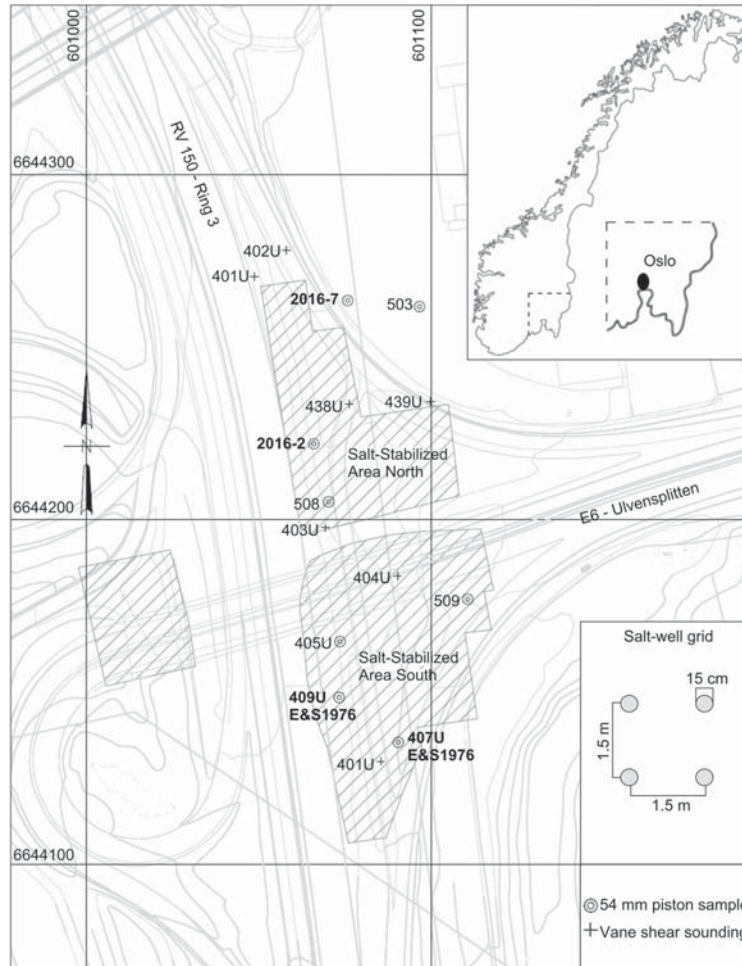 601000
601100
6644300
RV 150 - Ring 3
402U
401U
2016-7
503
Oslo
438U
439U
2016-2
Salt-Stabilized
Area North
508
6644200
403U
E6 - Ulvensplitten
N
404U
509
405U
Salt-Stabilized
Area South
409U
E&S1976
407U
E&S1976
401U
Salt-well grid
15 cm
1.5 m
1.5 m
6644100
54 mm piston sample
Vane shear sounding